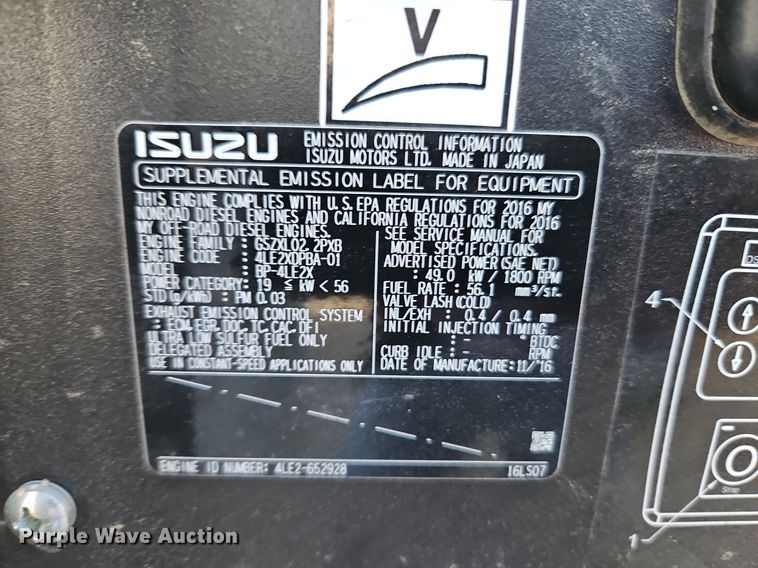 V
ISUZU
EMISSION CONTROL INFORMATION
ISUZU MOTORS LTD. MADE IN JAPAN
SUPPLEMENTAL EMISSION LABEL FOR EQUIPMENT
THIS ENGINE COMPLIES WITH U.S.EPA REGULATIONS FOR 2016 MY
NONROAD DIESEL ENGINES AND CALIFORNIA REGULATIONS FOR 2016
MY OFF-ROAD DIESEL ENGINES.
ENGINE FAMILY : GSZXL02.2PXB
ENGINE CODE : 4LE2XDPBA-01
MODEL : BP-4LE2X
POWER CATEGORY: 19 ≤ kW < 56
STD(g/kWh) : PM 0.03
EXHAUST EMISSION CONTROL SYSTEM
: ECM, EGR, DOC, TC, CAC, DFI
ULTRA LOW SULFUR FUEL ONLY
DELEGATED ASSEMBLY
USE IN CONSTANT-SPEED APPLICATIONS ONLY
SEE SERVICE MANUAL FOR
MODEL SPECIFICATIONS.
ADVERTISED POWER(SAE NET)
: 49.0 kW / 1800 RPM
FUEL RATE : 56.1 mm³/st.
VALVE LASH(COLD)
IN/EXH : 0.4 / 0.4 mm
INITIAL INJECTION TIMING
: - °BTDC
CURB IDLE : - RPM
DATE OF MANUFACTURE: 11/'16
ENGINE ID NUMBER: 4LE2-652928
16LS07
4
Stop
1
Purple Wave Auction